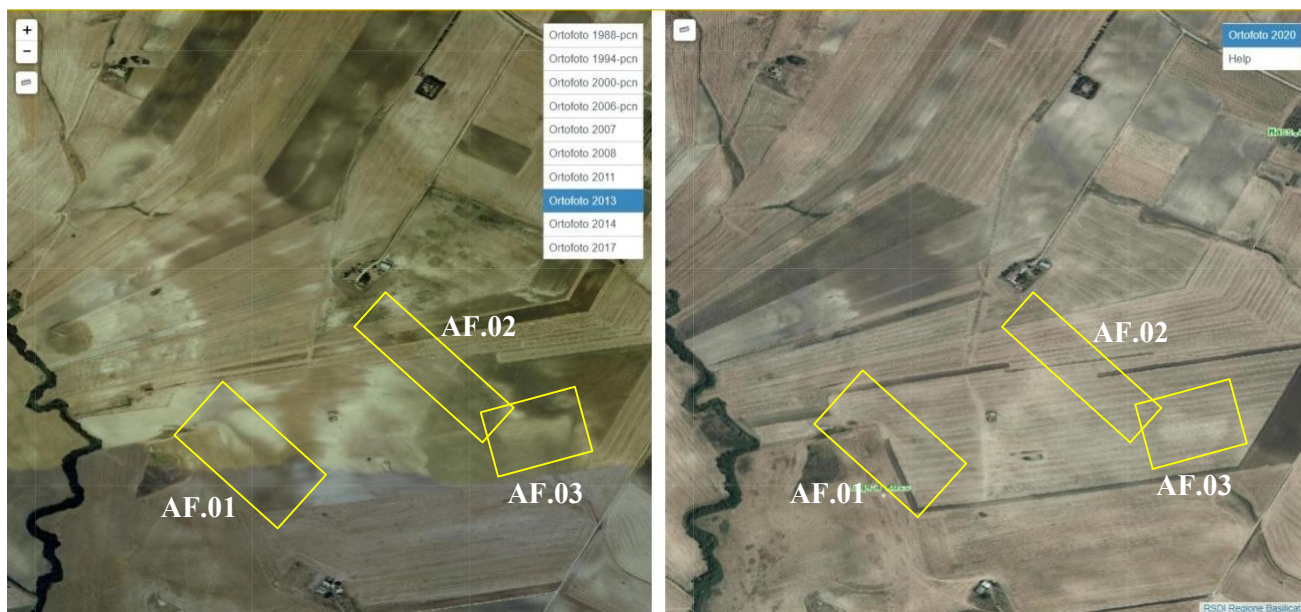 +
−
Ortofoto 1988-pcn
Ortofoto 1994-pcn
Ortofoto 2000-pcn
Ortofoto 2006-pcn
Ortofoto 2007
Ortofoto 2008
Ortofoto 2011
Ortofoto 2013
Ortofoto 2014
Ortofoto 2017
AF.02
AF.01
AF.03
Ortofoto 2020
Help
AF.02
AF.01
AF.03
RSDI Regione Basilicat